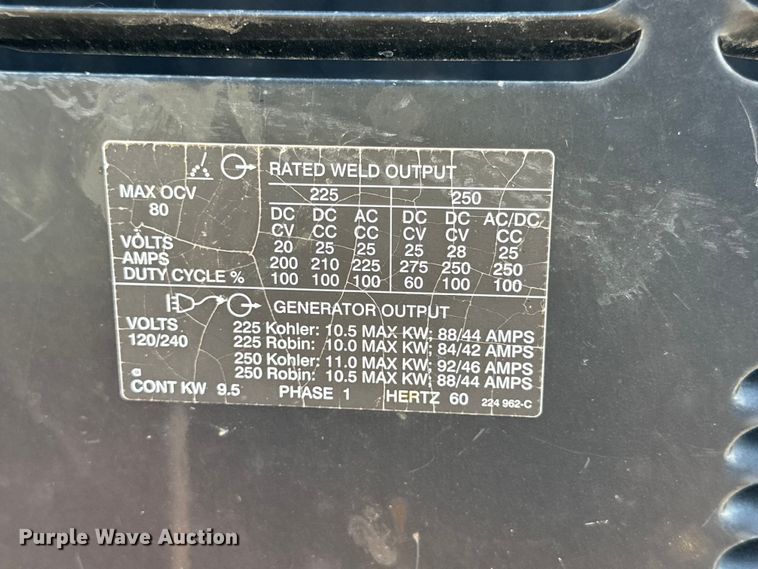 RATED WELD OUTPUT
MAX OCV 225 250
80 DC DC AC DC DC AC/DC
CV CC CC CV CV CC
VOLTS 20 25 25 25 28 25
AMPS 200 210 225 275 250 250
DUTY CYCLE % 100 100 100 60 100 100
GENERATOR OUTPUT
VOLTS 225 Kohler: 10.5 MAX KW; 88/44 AMPS
120/240 225 Robin: 10.0 MAX KW; 84/42 AMPS
250 Kohler: 11.0 MAX KW; 92/46 AMPS
250 Robin: 10.5 MAX KW; 88/44 AMPS
CONT KW 9.5 PHASE 1 HERTZ 60 224 962-C
Purple Wave Auction